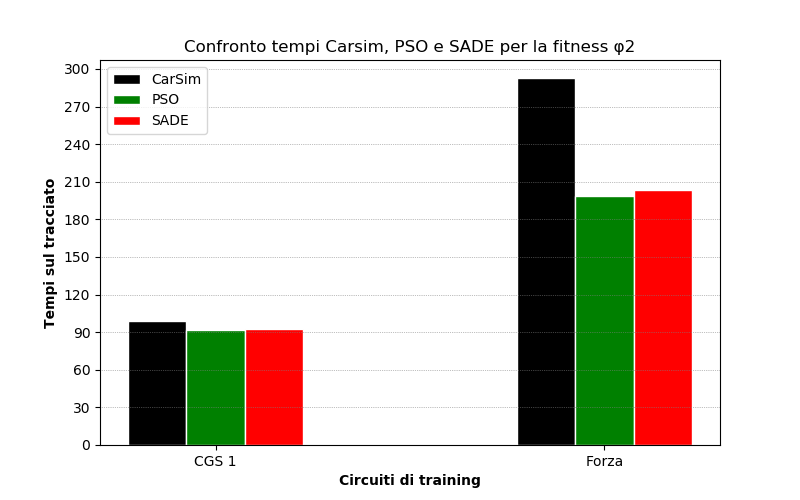 Confronto tempi Carsim, PSO e SADE per la fitness φ2
CarSim
PSO
SADE
300
270
240
210
180
150
120
90
60
30
0
Tempi sul tracciato
CGS 1
Forza
Circuiti di training